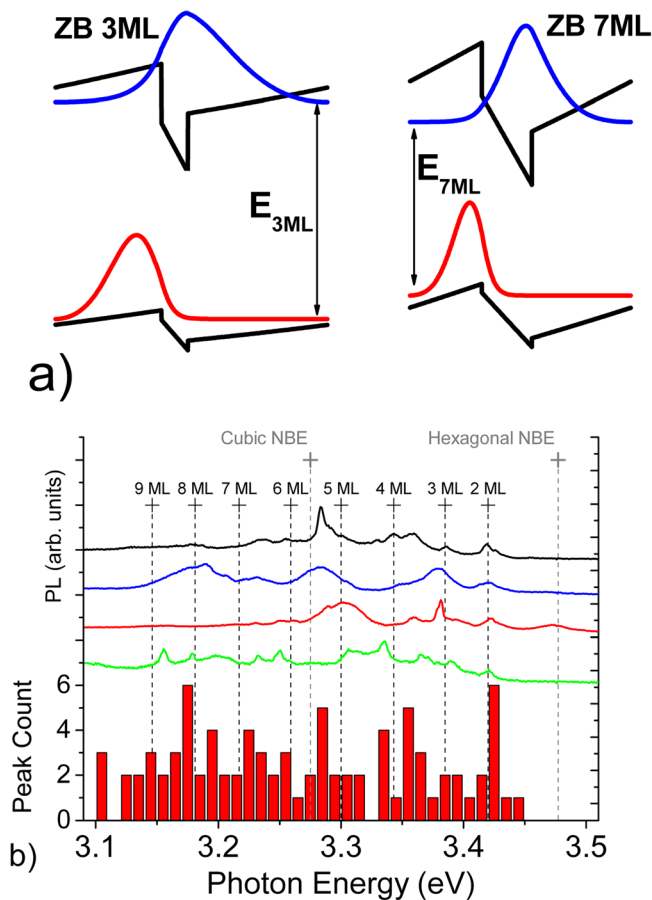 ZB 3ML ZB 7ML
E3ML E7ML
a)
Cubic NBE Hexagonal NBE
9 ML 8 ML 7 ML 6 ML 5 ML 4 ML 3 ML 2 ML
PL (arb. units)
6
4
2
0
Peak Count
3.1 3.2 3.3 3.4 3.5
b)
Photon Energy (eV)